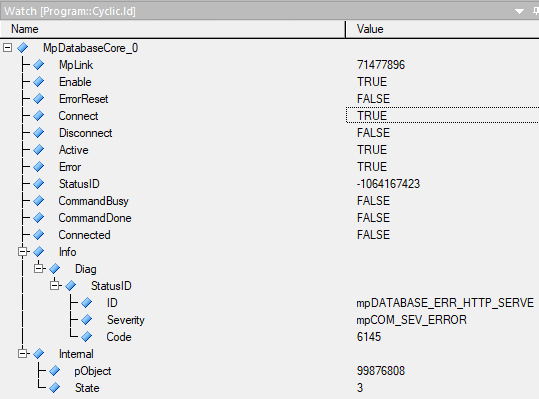 Watch [Program::Cyclic.ld]
Name Value
MpDatabaseCore_0
MpLink 71477896
Enable TRUE
ErrorReset FALSE
Connect TRUE
Disconnect FALSE
Active TRUE
Error TRUE
StatusID -1064167423
CommandBusy FALSE
CommandDone FALSE
Connected FALSE
Info
Diag
StatusID
ID mpDATABASE_ERR_HTTP_SERVE
Severity mpCOM_SEV_ERROR
Code 6145
Internal
pObject 99876808
State 3